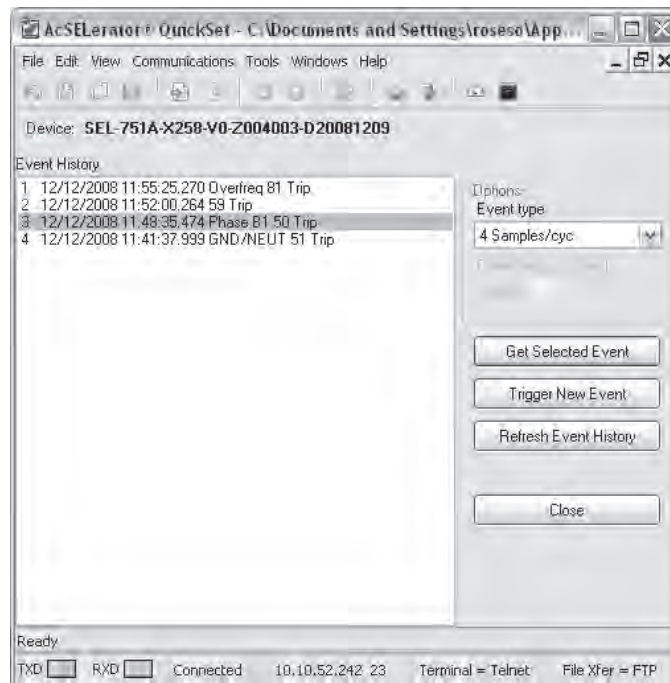 AcSELerator® QuickSet - C:\Documents and Settings\roseso\App...
File Edit View Communications Tools Windows Help
Device: SEL-751A-X258-V0-Z004003-D20081209
Event History
1 12/12/2008 11:55:25.270 Overfreq 81 Trip
2 12/12/2008 11:52:00.264 59 Trip
3 12/12/2008 11:48:35.474 Phase B1 50 Trip
4 12/12/2008 11:41:37.999 GND/NEUT 51 Trip
Options
Event type
4 Samples/cyc
Get Selected Event
Trigger New Event
Refresh Event History
Close
Ready
TXD RXD Connected 10.10.52.242 23 Terminal = Telnet File Xfer = FTP